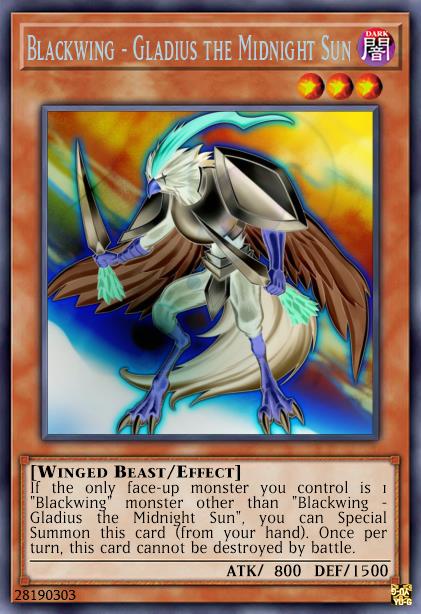 Blackwing - Gladius the Midnight Sun
DARK
闇
[Winged Beast/Effect]
If the only face-up monster you control is 1
"Blackwing" monster other than "Blackwing -
Gladius the Midnight Sun", you can Special
Summon this card (from your hand). Once per
turn, this card cannot be destroyed by battle.
ATK/ 800 DEF/1500
28190303